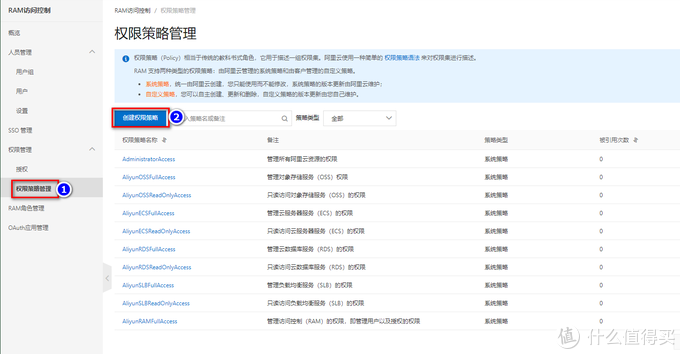 RAM访问控制
RAM访问控制 / 权限策略管理
概览
人员管理
用户组
用户
设置
SSO 管理
权限管理
授权
权限策略管理
1
RAM角色管理
OAuth应用管理
权限策略管理
权限策略（Policy）相当于传统的教科书式角色，它用于描述一组权限集。阿里云使用一种简单的 权限策略语法 来对权限集进行描述。
RAM 支持两种类型的权限策略：由阿里云管理的系统策略和由客户管理的自定义策略。
系统策略，统一由阿里云创建，您只能使用而不能修改，系统策略的版本更新由阿里云维护；
自定义策略，您可以自主创建、更新和删除，自定义策略的版本更新由您自己维护。
创建权限策略 2 入策略名或备注 策略类型 全部
权限策略名称 备注 策略类型 被引用次数
AdministratorAccess 管理所有阿里云资源的权限 系统策略 0
AliyunOSSFullAccess 管理对象存储服务（OSS）权限 系统策略 0
AliyunOSSReadOnlyAccess 只读访问对象存储服务（OSS）的权限 系统策略 0
AliyunECSFullAccess 管理云服务器服务（ECS）的权限 系统策略 0
AliyunECSReadOnlyAccess 只读访问云服务器服务（ECS）的权限 系统策略 0
AliyunRDSFullAccess 管理云数据库服务（RDS）的权限 系统策略 0
AliyunRDSReadOnlyAccess 只读访问云数据库服务（RDS）的权限 系统策略 0
AliyunSLBFullAccess 管理负载均衡服务（SLB）的权限 系统策略 0
AliyunSLBReadOnlyAccess 只读访问负载均衡服务（SLB）的权限 系统策略 0
AliyunRAMFullAccess 管理访问控制（RAM）的权限，即管理用户以及授权的权限 系统策略 0
值 什么值得买